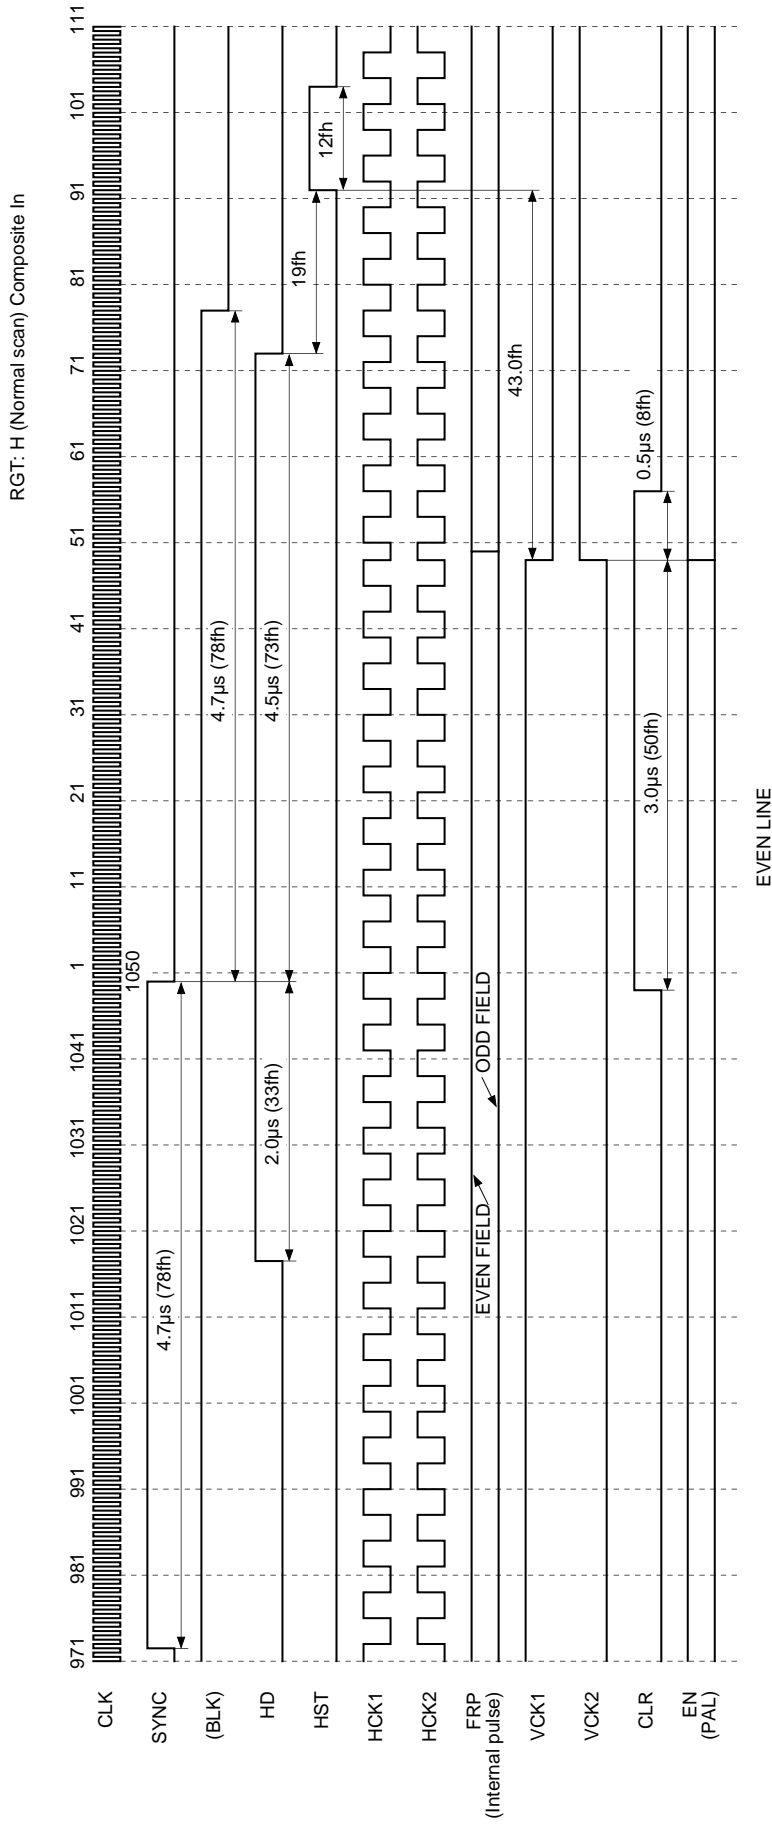 RGT: H (Normal scan) Composite In
971 981 991 1001 1011 1021 1031 1041 1 11 21 31 41 51 61 71 81 91 101 111
CLK
1050
SYNC
4.7µs (78fh)
(BLK)
4.7µs (78fh)
HD
2.0µs (33fh)
4.5µs (73fh)
HST
19fh
12fh
HCK1
HCK2
FRP
(Internal pulse)
EVEN FIELD
ODD FIELD
VCK1
43.0fh
VCK2
CLR
3.0µs (50fh)
0.5µs (8fh)
EN
(PAL)
EVEN LINE